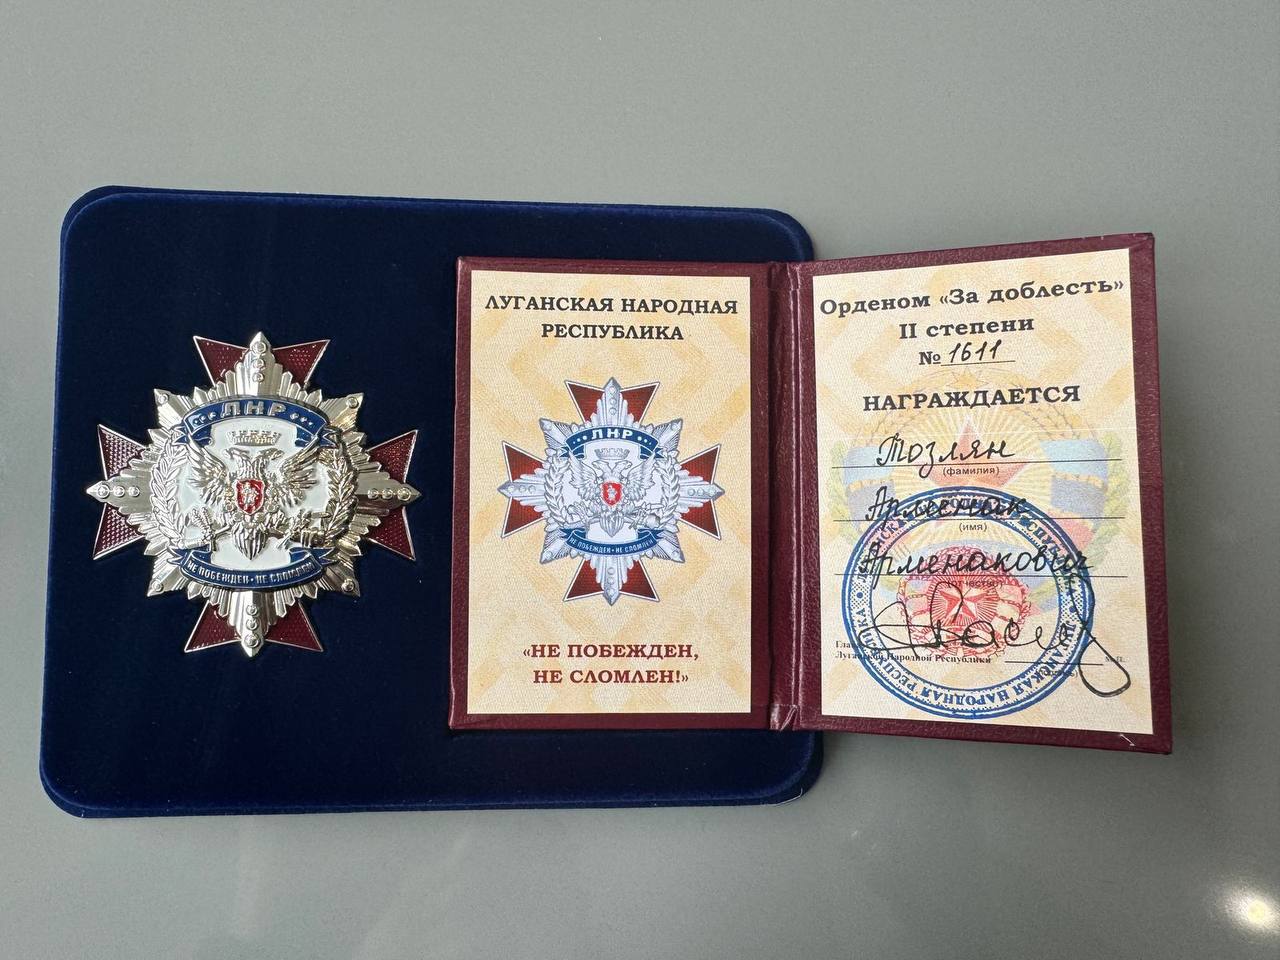 ЛНР
НЕ ПОБЕЖДЕН • НЕ СЛОМЛЕН
ЛУГАНСКАЯ НАРОДНАЯ
РЕСПУБЛИКА
ЛНР
НЕ ПОБЕЖДЕН • НЕ СЛОМЛЕН
«НЕ ПОБЕЖДЕН,
НЕ СЛОМЛЕН!»
Орденом «За доблесть»
II степени
№ 1611
НАГРАЖДАЕТСЯ
Тозлян
(фамилия)
Арменак
(имя)
Арменакович
(отчество)
Луганской Народной Республики
М.П.
ЛУГАНСКАЯ НАРОДНАЯ РЕСПУБЛИКА